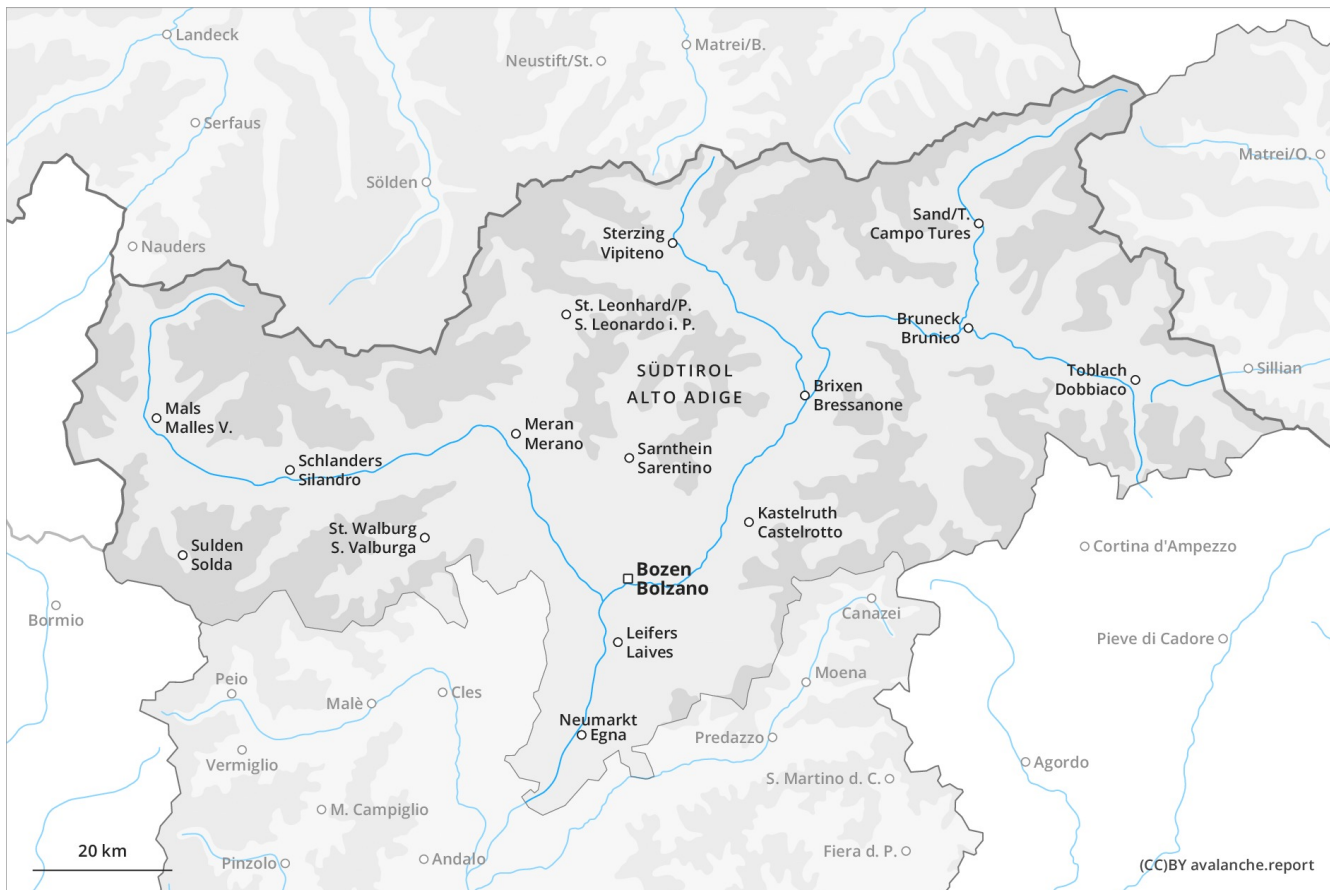 Landeck
Matrei/B.
Neustift/St.
Serfaus
Matrei/O.
Sölden
Sand/T.
Campo Tures
Nauders
Sterzing
Vipiteno
St. Leonhard/P.
S. Leonardo i. P.
Bruneck
Brunico
SÜDTIROL
ALTO ADIGE
Toblach
Dobbiaco
Sillian
Brixen
Bressanone
Mals
Malles V.
Meran
Merano
Sarnthein
Sarentino
Schlanders
Silandro
St. Walburg
S. Valburga
Kastelruth
Castelrotto
Sulden
Solda
Cortina d'Ampezzo
Bozen
Bolzano
Bormio
Canazei
Leifers
Laives
Pieve di Cadore
Peio
Malè
Cles
Moena
Neumarkt
Egna
Predazzo
Vermiglio
Agordo
S. Martino d. C.
M. Campiglio
20 km
Pinzolo
Andalo
Fiera d. P.
(CC)BY avalanche.report